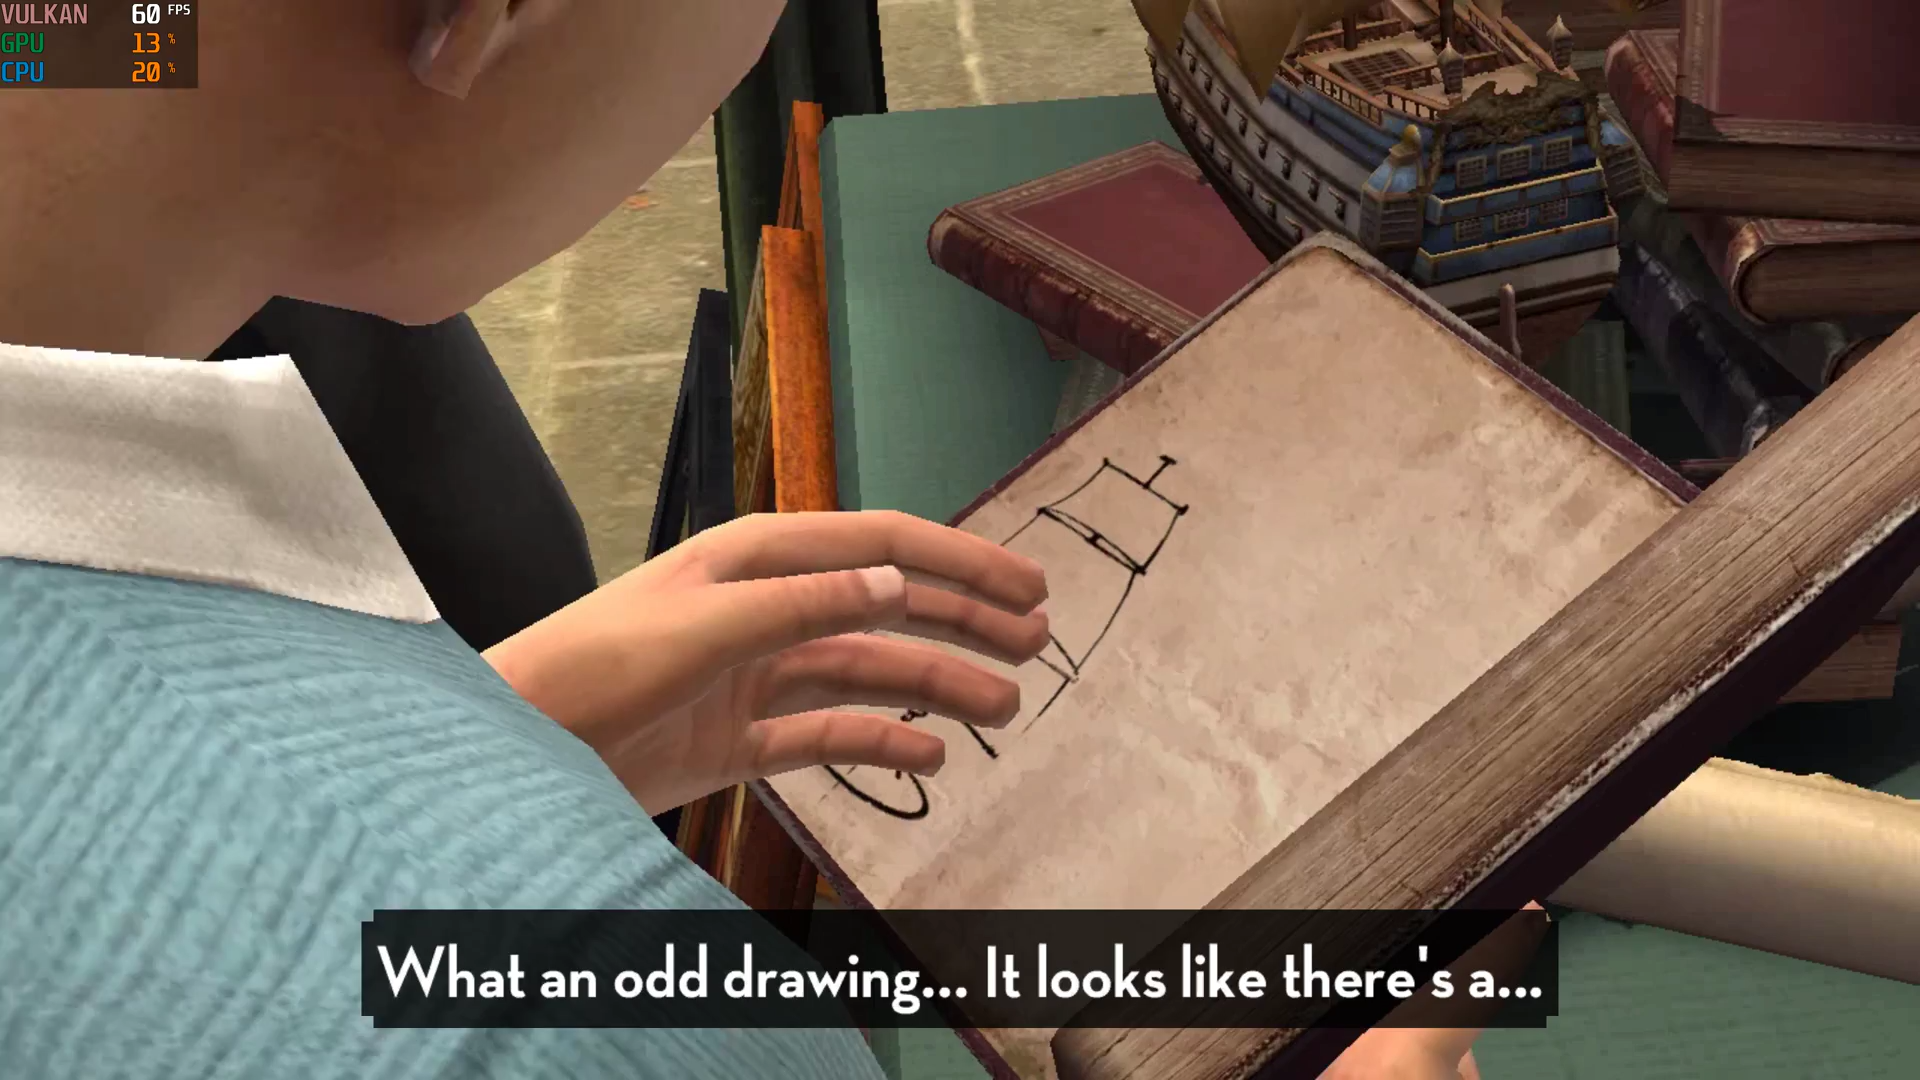 VULKAN 60 FPS
GPU 13 %
CPU 20 %
What an odd drawing... It looks like there's a...